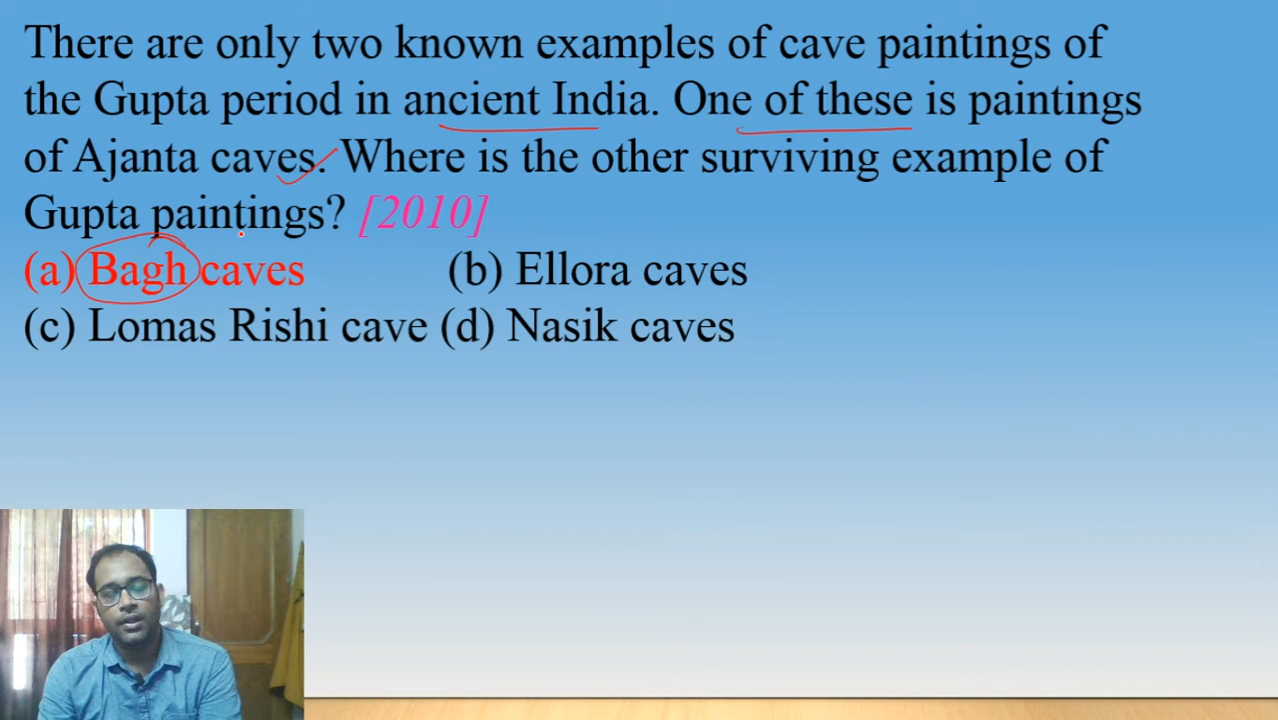 There are only two known examples of cave paintings of
the Gupta period in ancient India. One of these is paintings
of Ajanta caves. Where is the other surviving example of
Gupta paintings? [2010]
(a) Bagh caves (b) Ellora caves
(c) Lomas Rishi cave (d) Nasik caves